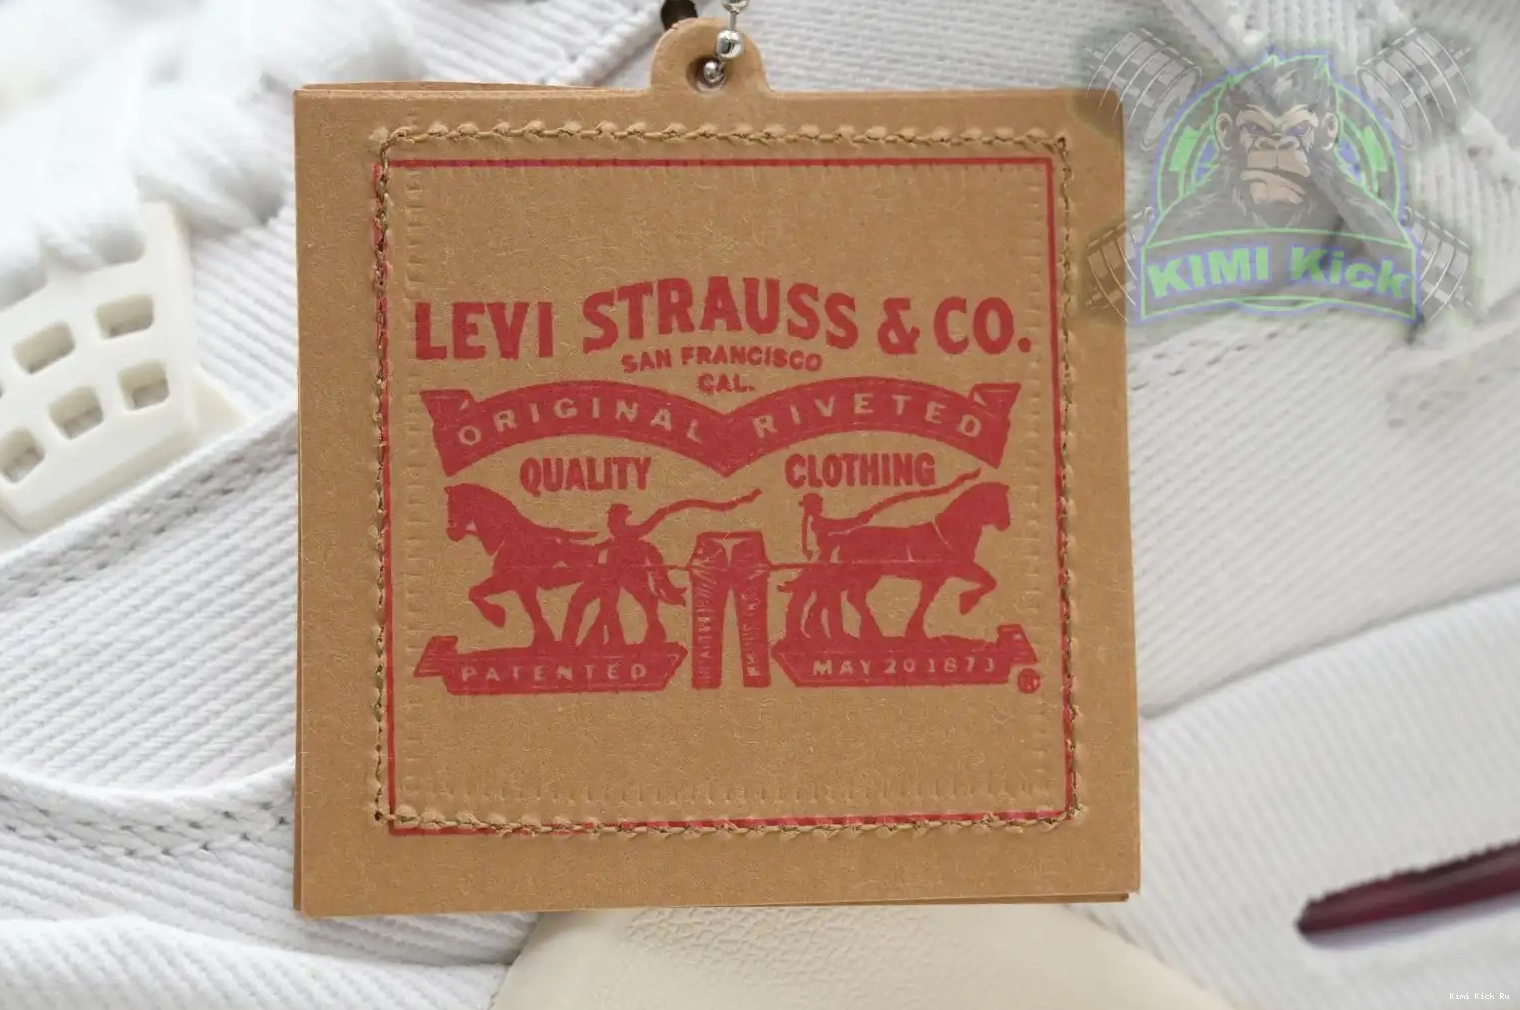 LEVI STRAUSS & CO.
SAN FRANCISCO
CAL.
ORIGINAL RIVETED
QUALITY CLOTHING
PATENTED MAY 20 1873
®
KIMI Kick
Kimi Kick Ru